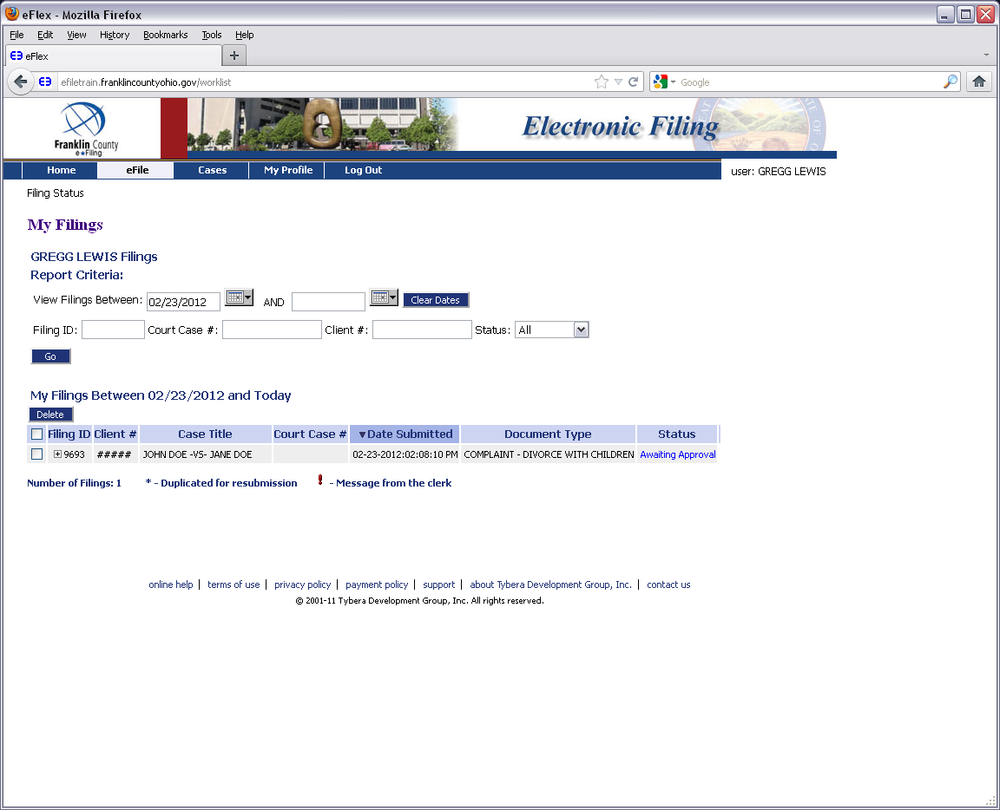 eFlex - Mozilla Firefox
File Edit View History Bookmarks Tools Help
eFlex
efiletrain.franklincountyohio.gov/worklist
Google
Franklin County
e★Filing
Electronic Filing
Home eFile Cases My Profile Log Out
user: GREGG LEWIS
Filing Status
My Filings
GREGG LEWIS Filings
Report Criteria:
View Filings Between: 02/23/2012 AND Clear Dates
Filing ID: Court Case #: Client #: Status: All
Go
My Filings Between 02/23/2012 and Today
Delete
Filing ID Client # Case Title Court Case # ▼Date Submitted Document Type Status
9693 ##### JOHN DOE -VS- JANE DOE 02-23-2012:02:08:10 PM COMPLAINT - DIVORCE WITH CHILDREN Awaiting Approval
Number of Filings: 1 * - Duplicated for resubmission ! - Message from the clerk
online help | terms of use | privacy policy | payment policy | support | about Tybera Development Group, Inc. | contact us
© 2001-11 Tybera Development Group, Inc. All rights reserved.